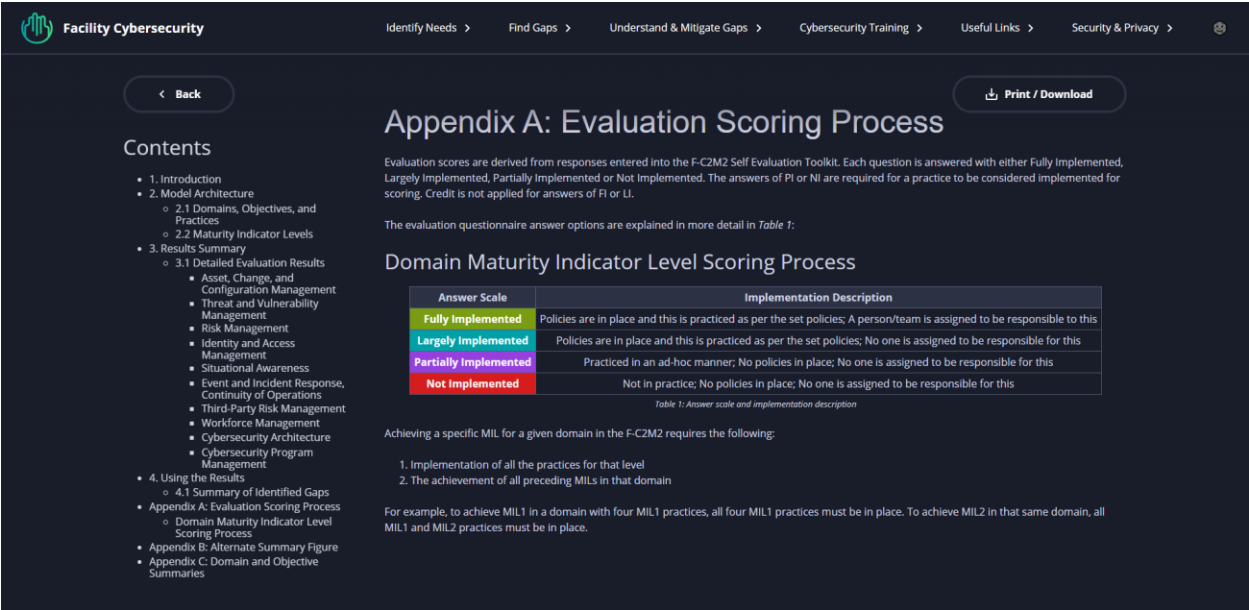 Facility Cybersecurity
Identify Needs
Find Gaps
Understand & Mitigate Gaps
Cybersecurity Training
Useful Links
Security & Privacy
Back
Print / Download
Contents
1. Introduction
2. Model Architecture
2.1 Domains, Objectives, and
Practices
2.2 Maturity Indicator Levels
3. Results Summary
3.1 Detailed Evaluation Results
Asset, Change, and
Configuration Management
Threat and Vulnerability
Management
Risk Management
Identity and Access
Management
Situational Awareness
Event and Incident Response,
Continuity of Operations
Third-Party Risk Management
Workforce Management
Cybersecurity Architecture
Cybersecurity Program
Management
4. Using the Results
4.1 Summary of Identified Gaps
Appendix A: Evaluation Scoring Process
Domain Maturity Indicator Level
Scoring Process
Appendix B: Alternate Summary Figure
Appendix C: Domain and Objective
Summaries
Appendix A: Evaluation Scoring Process
Evaluation scores are derived from responses entered into the F-C2M2 Self Evaluation Toolkit. Each question is answered with either Fully Implemented,
Largely Implemented, Partially Implemented or Not Implemented. The answers of PI or NI are required for a practice to be considered implemented for
scoring. Credit is not applied for answers of FI or LI.
The evaluation questionnaire answer options are explained in more detail in Table 1:
Domain Maturity Indicator Level Scoring Process
Answer Scale Implementation Description
Fully Implemented Policies are in place and this is practiced as per the set policies; A person/team is assigned to be responsible to this
Largely Implemented Policies are in place and this is practiced as per the set policies; No one is assigned to be responsible for this
Partially Implemented Practiced in an ad-hoc manner; No policies in place; No one is assigned to be responsible for this
Not Implemented Not in practice; No policies in place; No one is assigned to be responsible for this
Table 1: Answer scale and implementation description
Achieving a specific MIL for a given domain in the F-C2M2 requires the following:
1. Implementation of all the practices for that level
2. The achievement of all preceding MILs in that domain
For example, to achieve MIL1 in a domain with four MIL1 practices, all four MIL1 practices must be in place. To achieve MIL2 in that same domain, all
MIL1 and MIL2 practices must be in place.